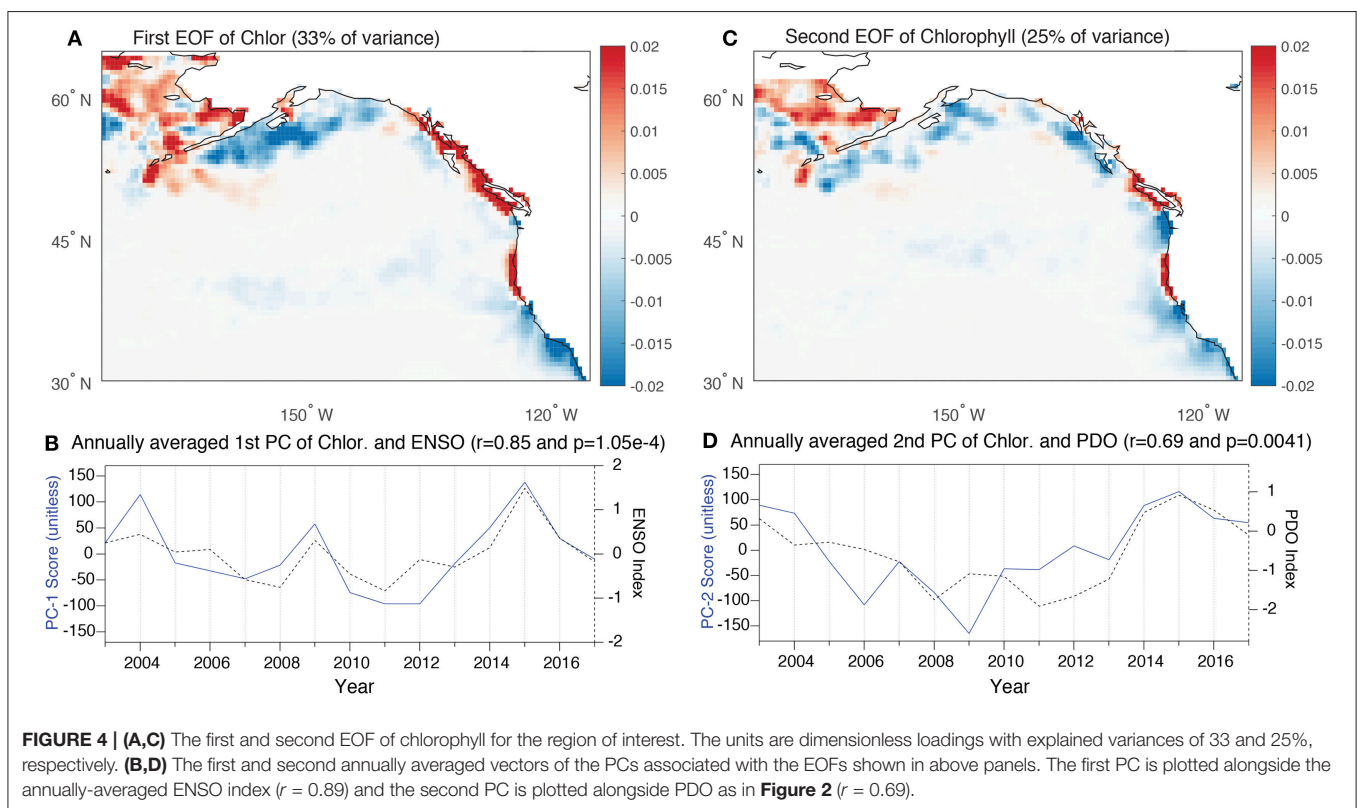 A First EOF of Chlor (33% of variance)
60° N
45° N
30° N
150° W
120° W
0.02
0.015
0.01
0.005
0
-0.005
-0.01
-0.015
-0.02
C Second EOF of Chlorophyll (25% of variance)
60° N
45° N
30° N
150° W
120° W
0.02
0.015
0.01
0.005
0
-0.005
-0.01
-0.015
-0.02
B Annually averaged 1st PC of Chlor. and ENSO (r=0.85 and p=1.05e-4)
PC-1 Score (unitless)
150
100
50
0
-50
-100
-150
2
1
0
-1
-2
ENSO Index
2004 2006 2008 2010 2012 2014 2016
Year
D Annually averaged 2nd PC of Chlor. and PDO (r=0.69 and p=0.0041)
PC-2 Score (unitless)
150
100
50
0
-50
-100
-150
1
0
-1
-2
PDO Index
2004 2006 2008 2010 2012 2014 2016
Year
FIGURE 4 | (A,C) The first and second EOF of chlorophyll for the region of interest. The units are dimensionless loadings with explained variances of 33 and 25%,
respectively. (B,D) The first and second annually averaged vectors of the PCs associated with the EOFs shown in above panels. The first PC is plotted alongside the
annually-averaged ENSO index (r = 0.89) and the second PC is plotted alongside PDO as in Figure 2 (r = 0.69).